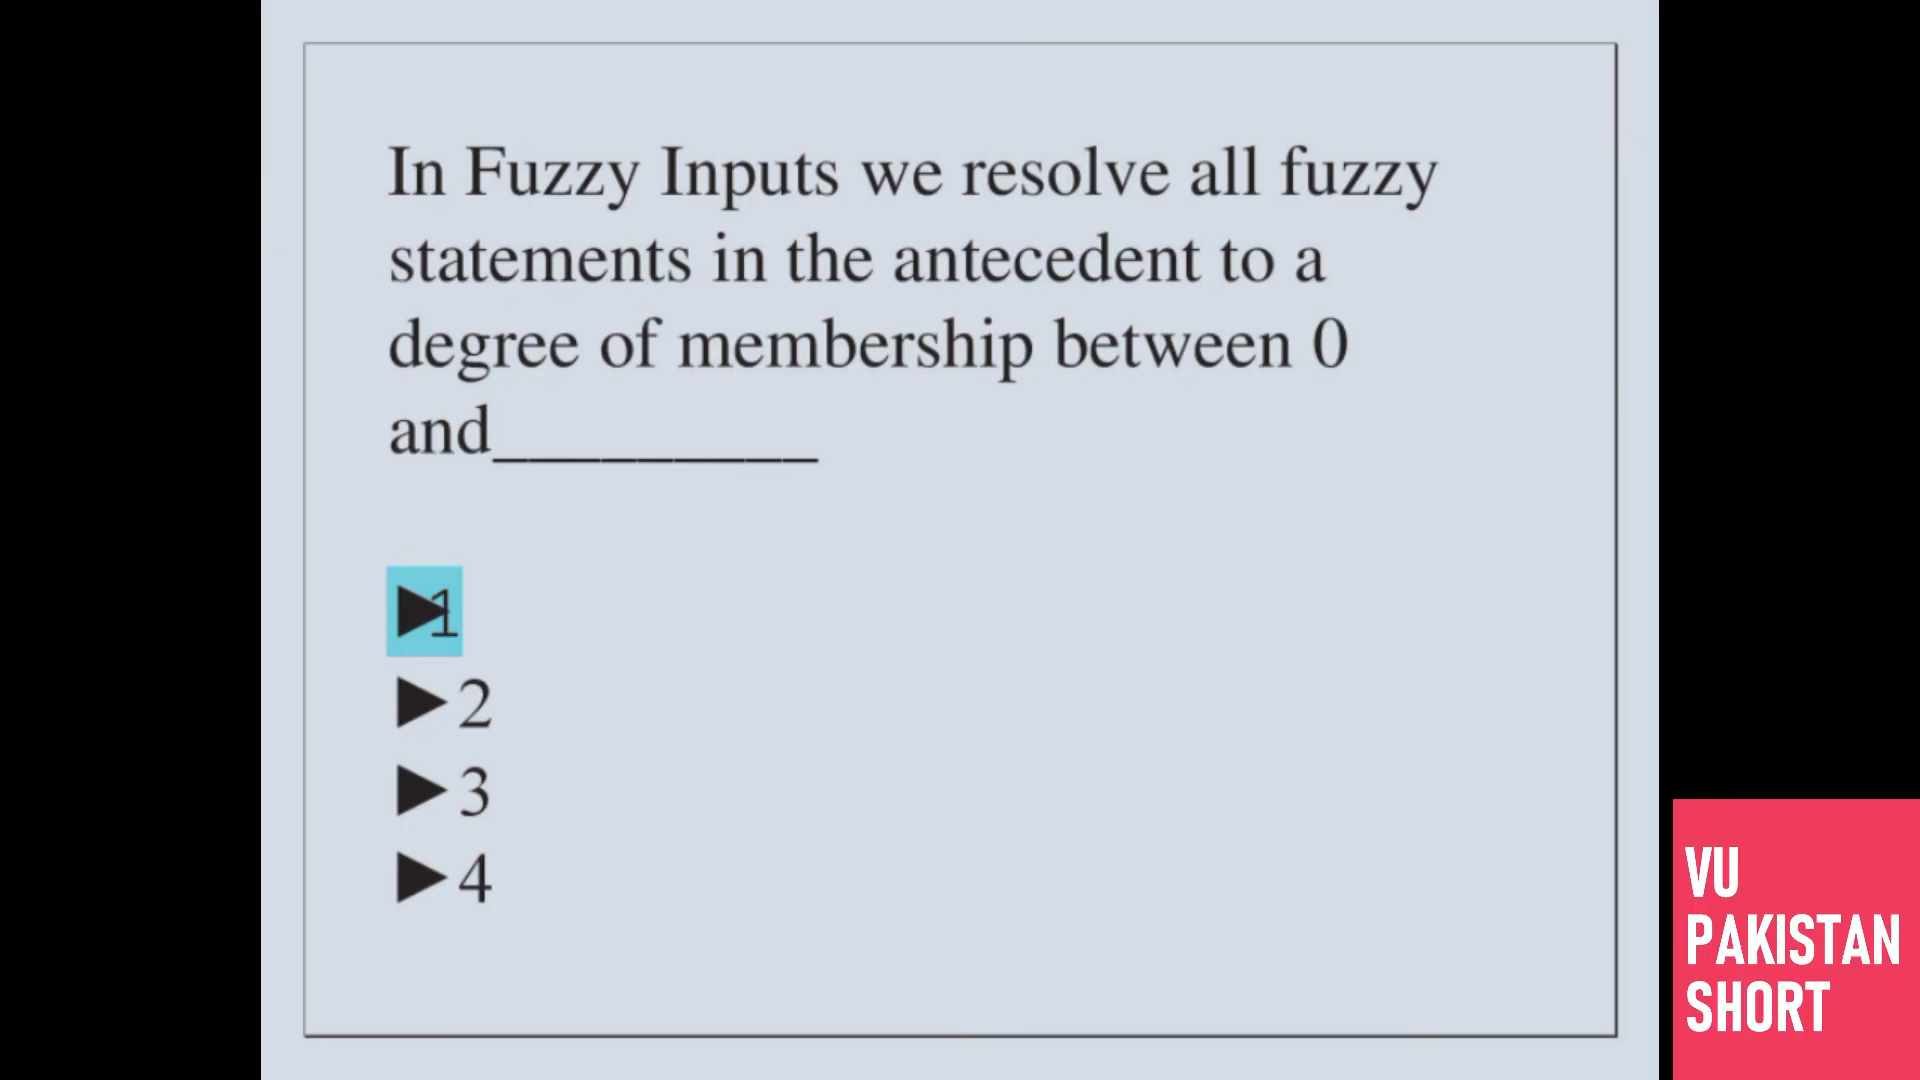 In Fuzzy Inputs we resolve all fuzzy
statements in the antecedent to a
degree of membership between 0
and_________
►1
►2
►3
►4
VU
PAKISTAN
SHORT